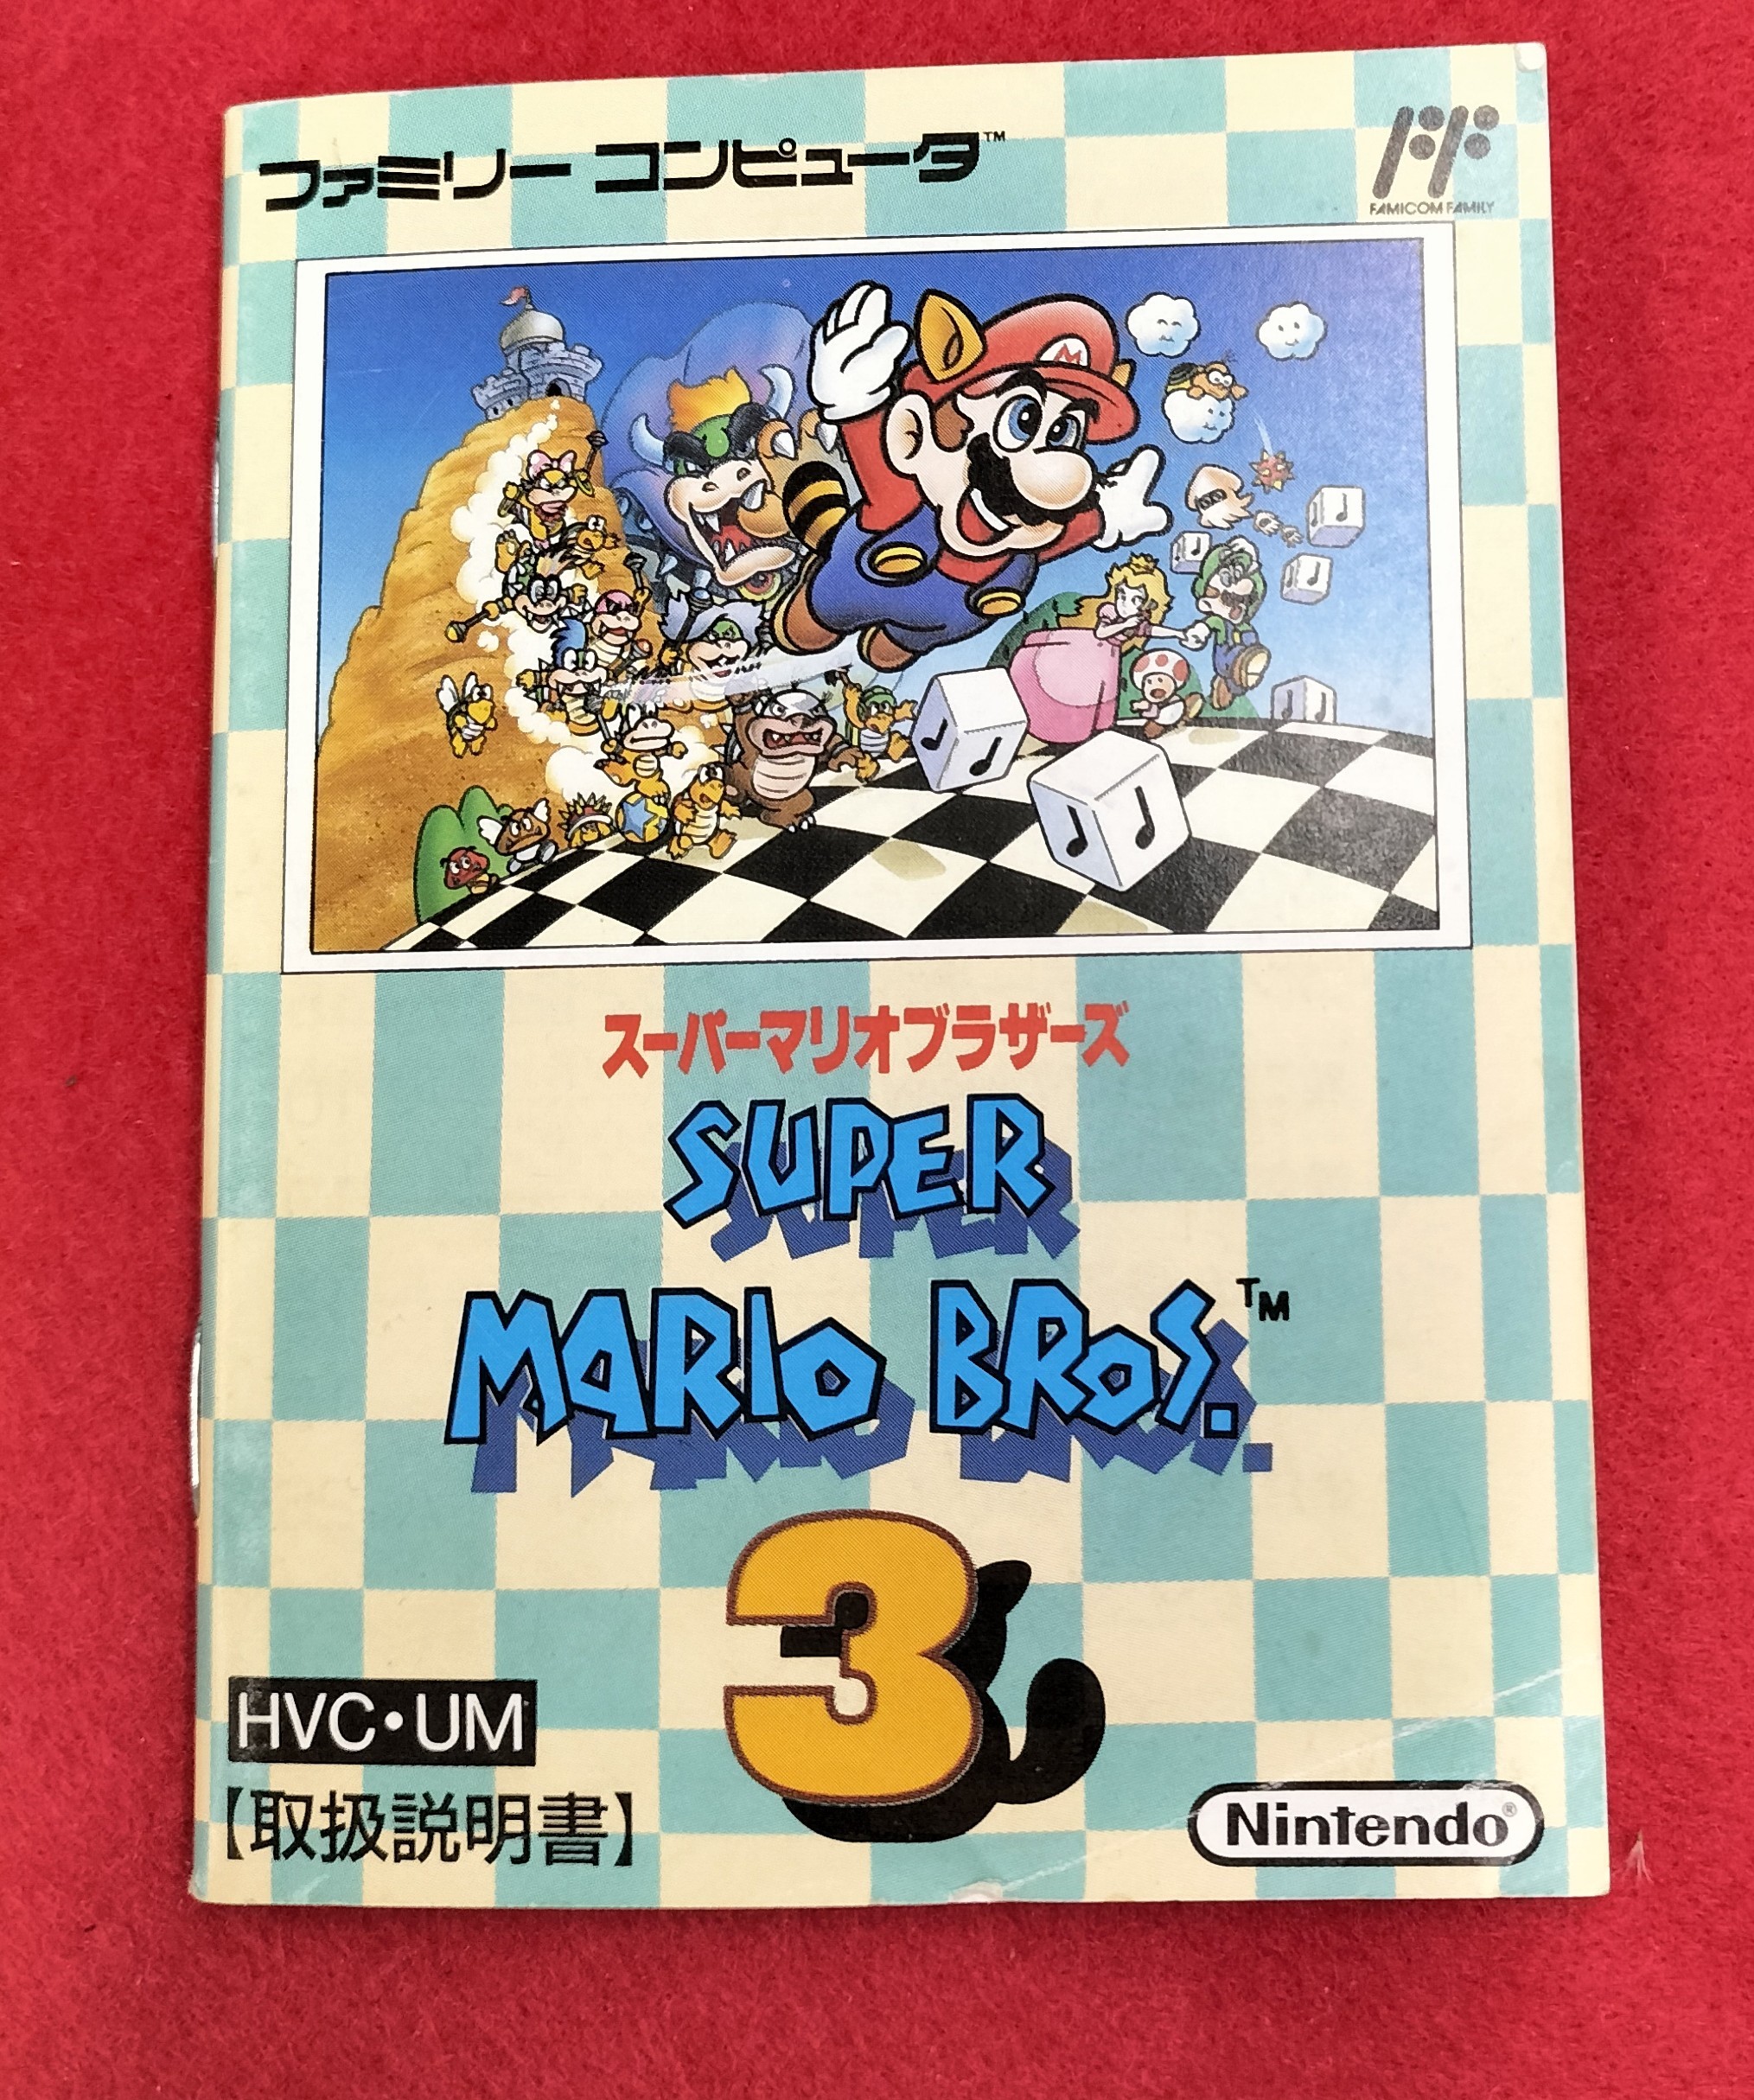 ファミリー コンピュータ™
FF
FAMICOM FAMILY
M
スーパーマリオブラザーズ
SUPER
MARIO BROS.™
3
HVC・UM
【取扱説明書】
Nintendo®